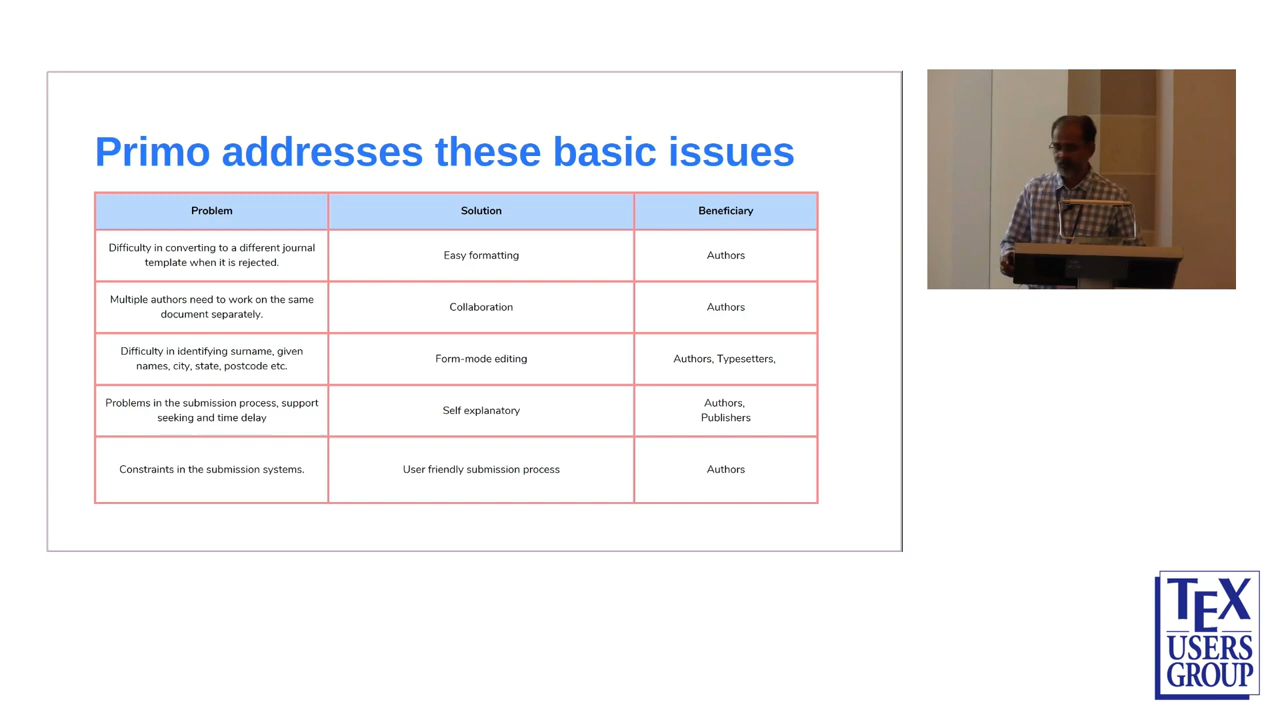 Primo addresses these basic issues
Problem
Solution
Beneficiary
Difficulty in converting to a different journal
template when it is rejected.
Easy formatting
Authors
Multiple authors need to work on the same
document separately.
Collaboration
Authors
Difficulty in identifying surname, given
names, city, state, postcode etc.
Form-mode editing
Authors, Typesetters,
Problems in the submission process, support
seeking and time delay
Self explanatory
Authors,
Publishers
Constraints in the submission systems.
User friendly submission process
Authors
TEX
USERS
GROUP